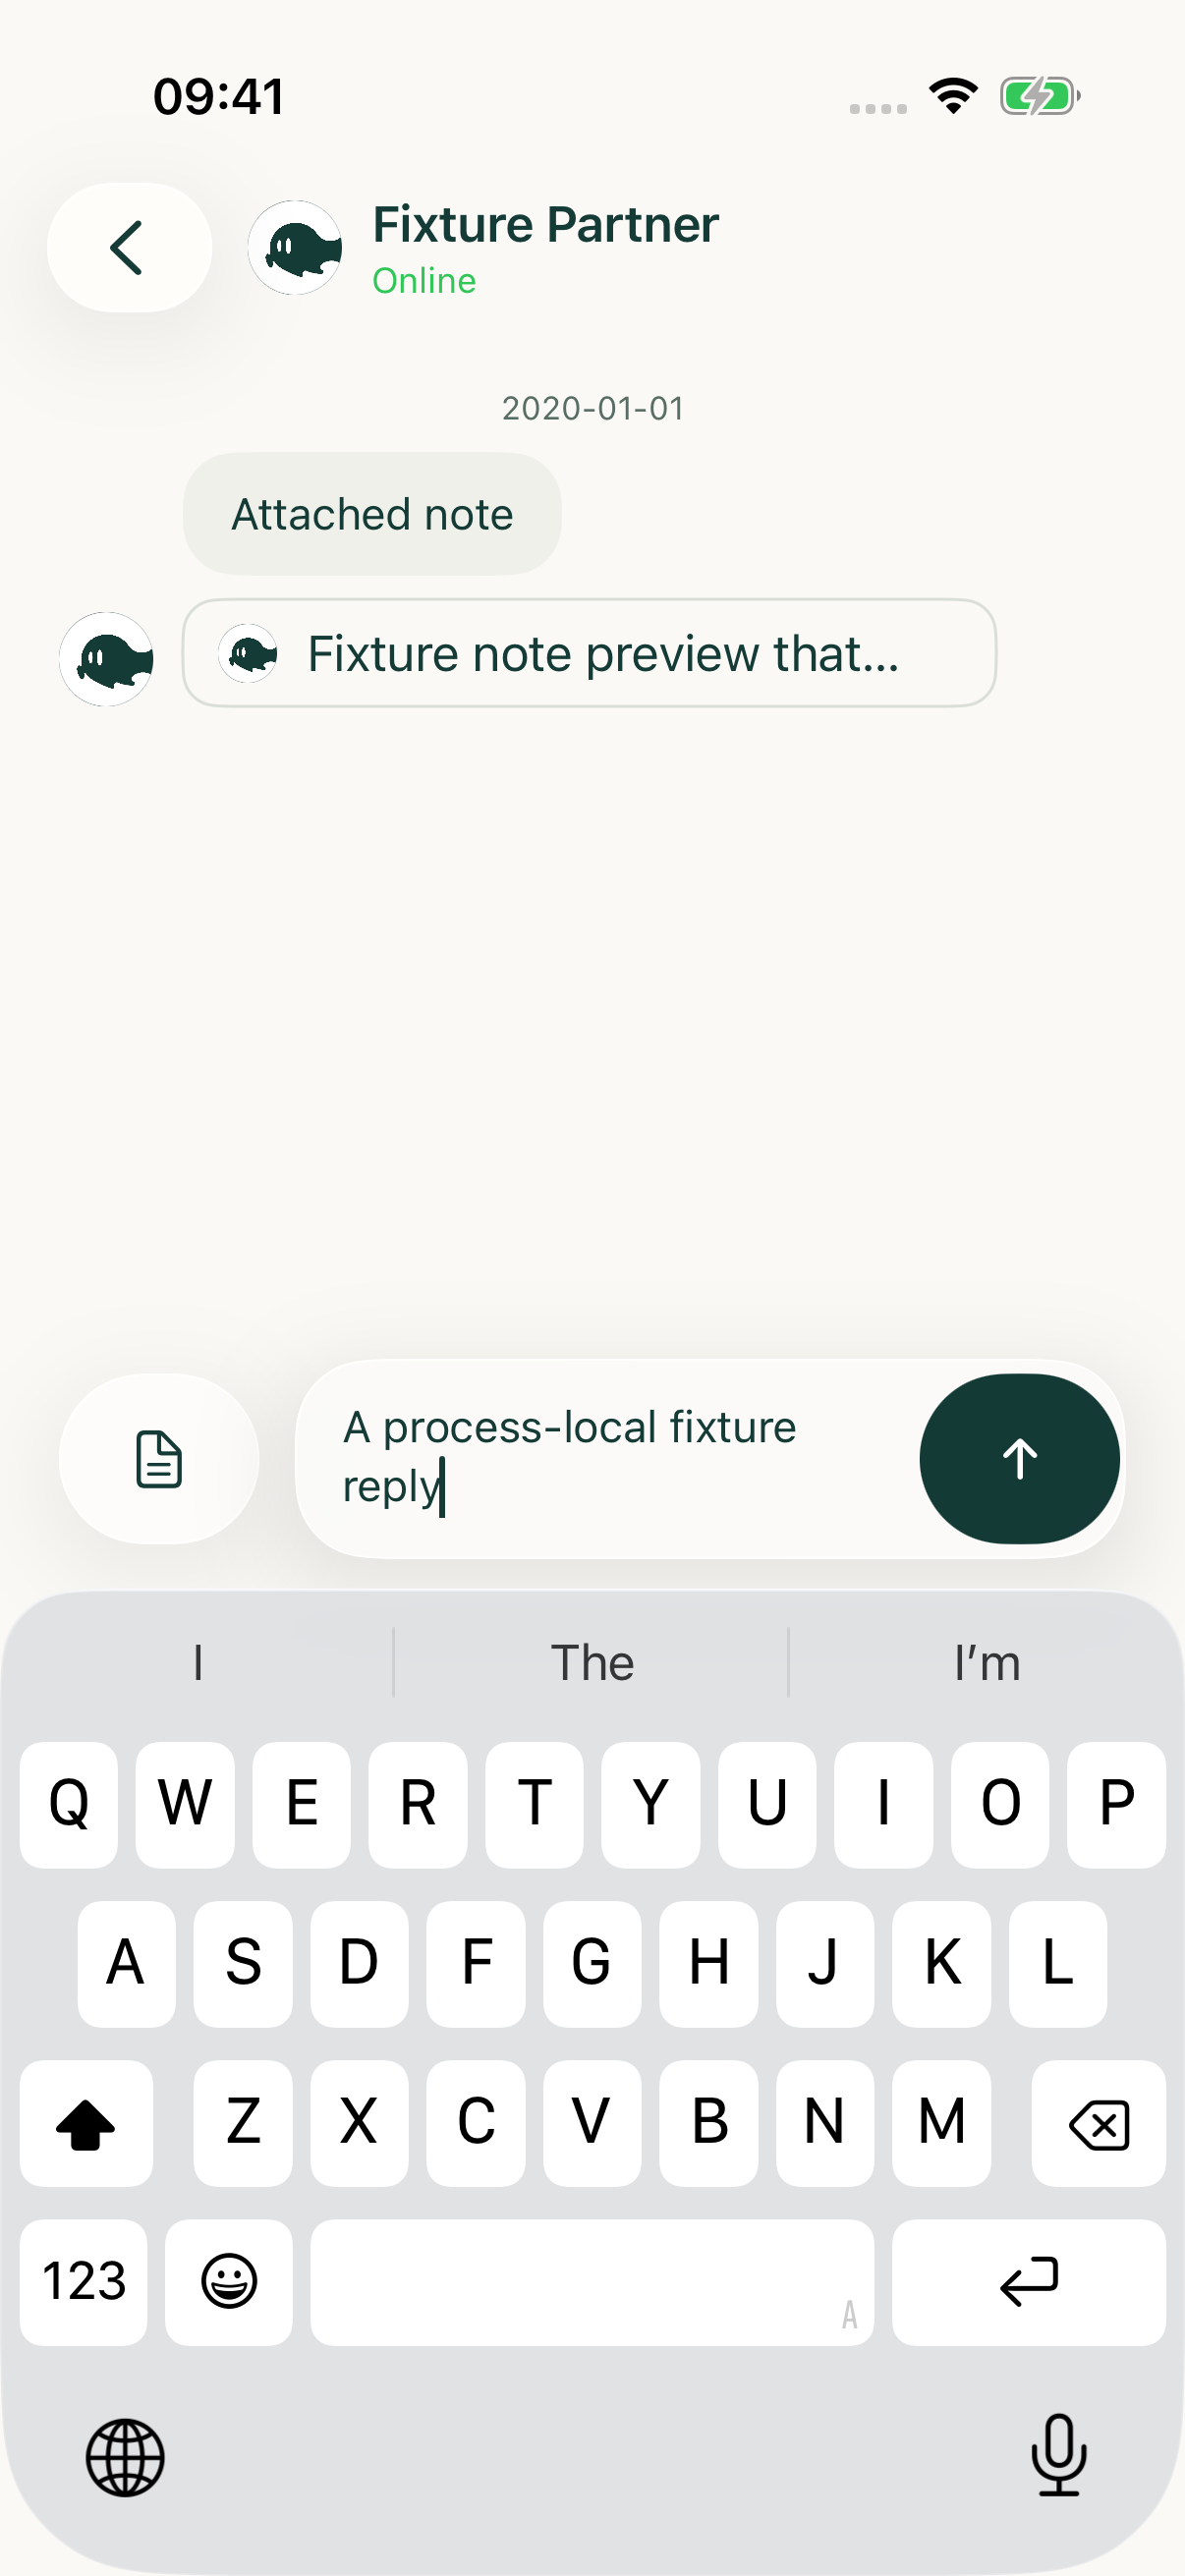 09:41
Fixture Partner
Online
2020-01-01
Attached note
Fixture note preview that...
A process-local fixture
reply
I
The
I’m
Q W E R T Y U I O P
A S D F G H J K L
Z X C V B N M
123
A